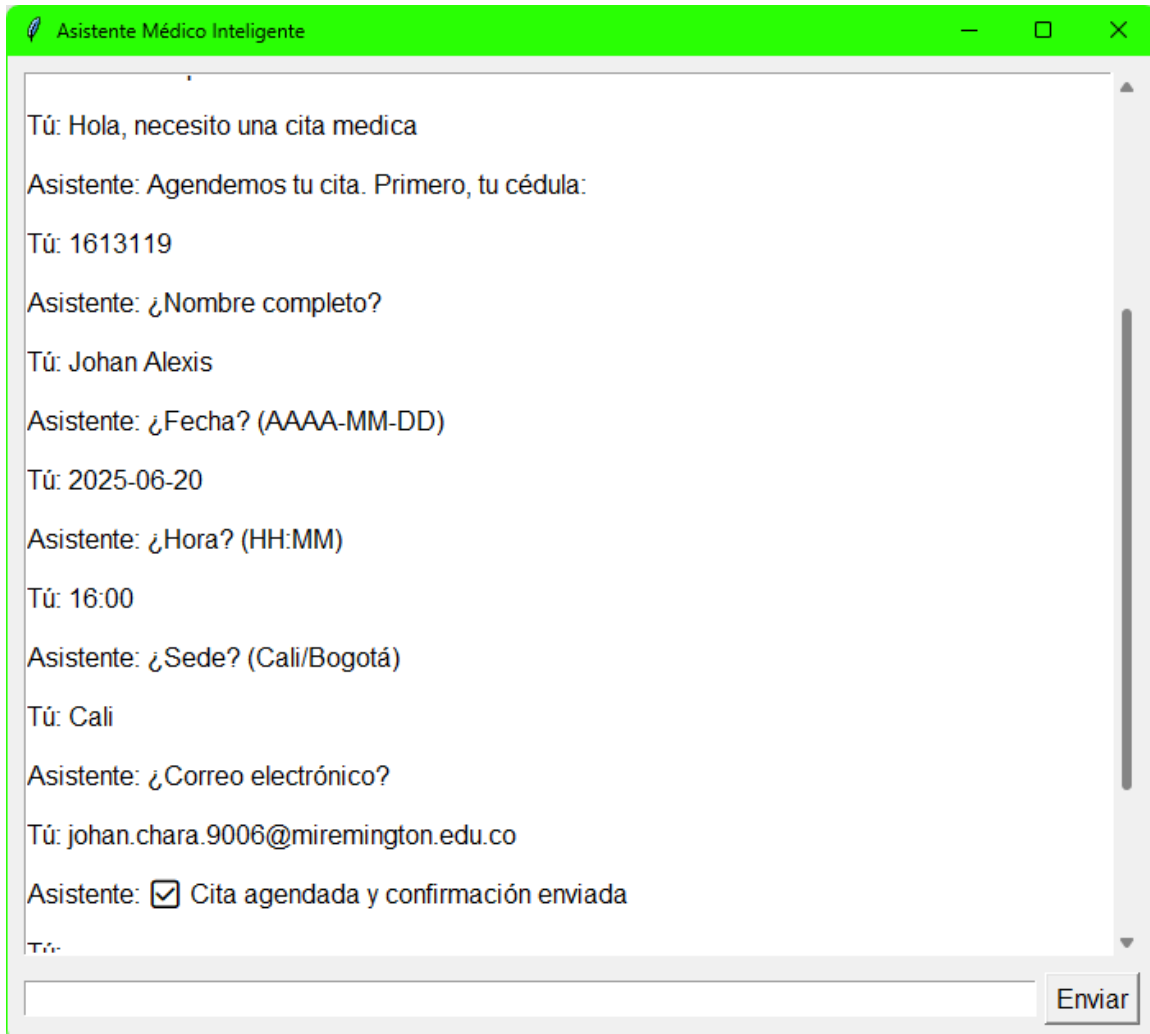 Asistente Médico Inteligente
Tú: Hola, necesito una cita medica
Asistente: Agendemos tu cita. Primero, tu cédula:
Tú: 1613119
Asistente: ¿Nombre completo?
Tú: Johan Alexis
Asistente: ¿Fecha? (AAAA-MM-DD)
Tú: 2025-06-20
Asistente: ¿Hora? (HH:MM)
Tú: 16:00
Asistente: ¿Sede? (Cali/Bogotá)
Tú: Cali
Asistente: ¿Correo electrónico?
Tú: johan.chara.9006@miremington.edu.co
Asistente: ☑ Cita agendada y confirmación enviada
Tú:
Enviar